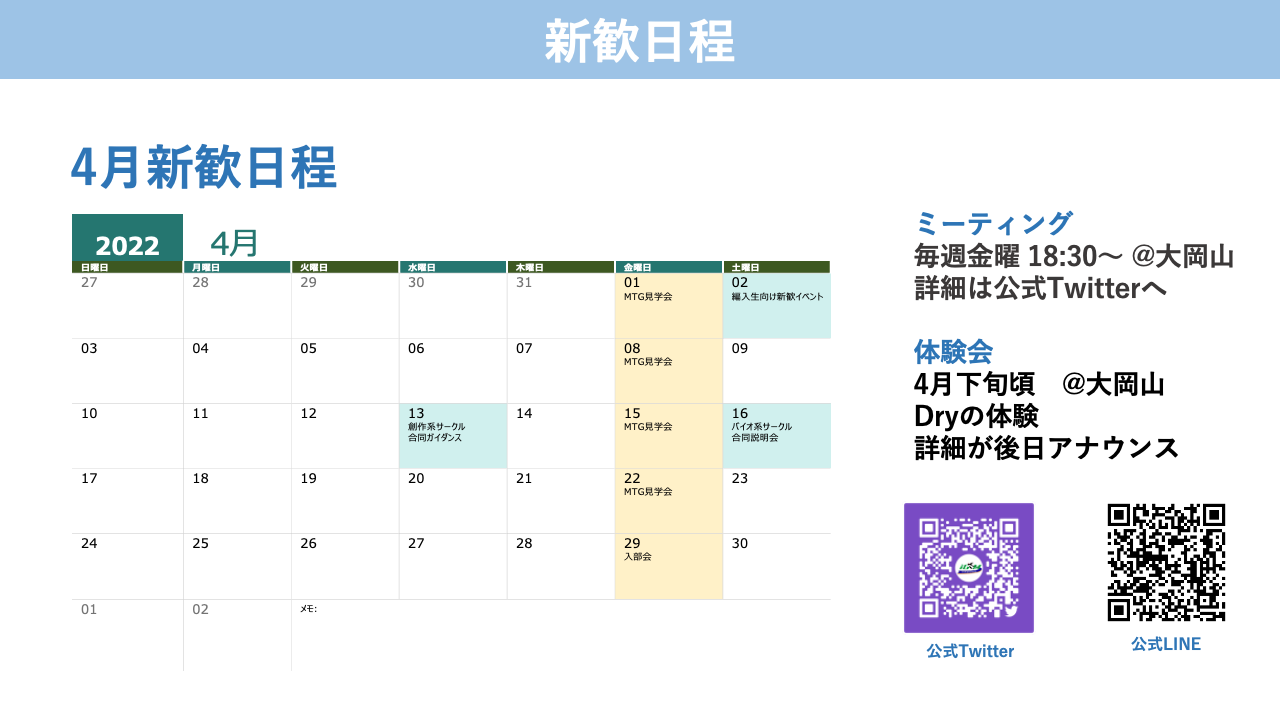 新歓日程
4月新歓日程
2022 4月
日曜日 月曜日 火曜日 水曜日 木曜日 金曜日 土曜日
27 28 29 30 31 01 02
MTG見学会 編入生向け新歓イベント
03 04 05 06 07 08 09
MTG見学会
10 11 12 13 14 15 16
創作系サークル MTG見学会 バイオ系サークル
合同ガイダンス 合同説明会
17 18 19 20 21 22 23
MTG見学会
24 25 26 27 28 29 30
入部会
01 02 メモ:
ミーティング
毎週金曜 18:30〜 @大岡山
詳細は公式Twitterへ
体験会
4月下旬頃　@大岡山
Dryの体験
詳細が後日アナウンス
公式Twitter
公式LINE